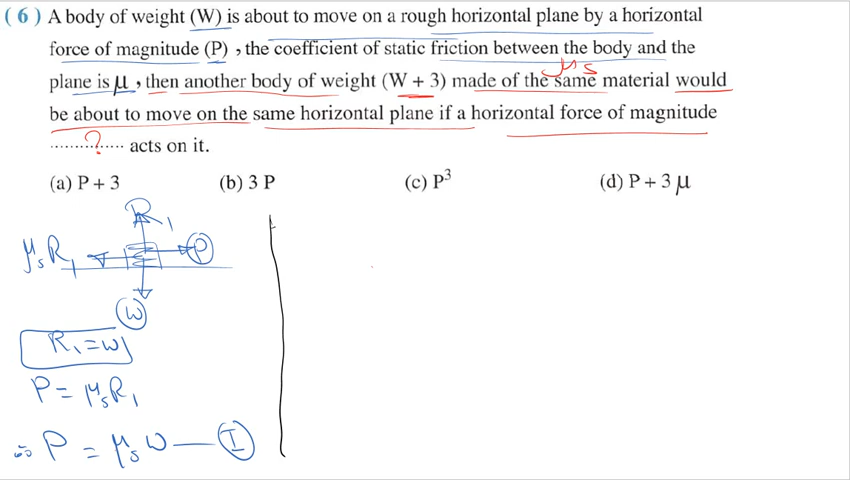 ( 6 ) A body of weight (W) is about to move on a rough horizontal plane by a horizontal
force of magnitude (P) , the coefficient of static friction between the body and the
μs
plane is μ , then another body of weight (W + 3) made of the same material would
be about to move on the same horizontal plane if a horizontal force of magnitude
.......?....... acts on it.
(a) P + 3 (b) 3 P (c) P³ (d) P + 3 μ
R₁
μsR₁ P
W
R₁ = W
P = μsR₁
∴ P = μsW — I